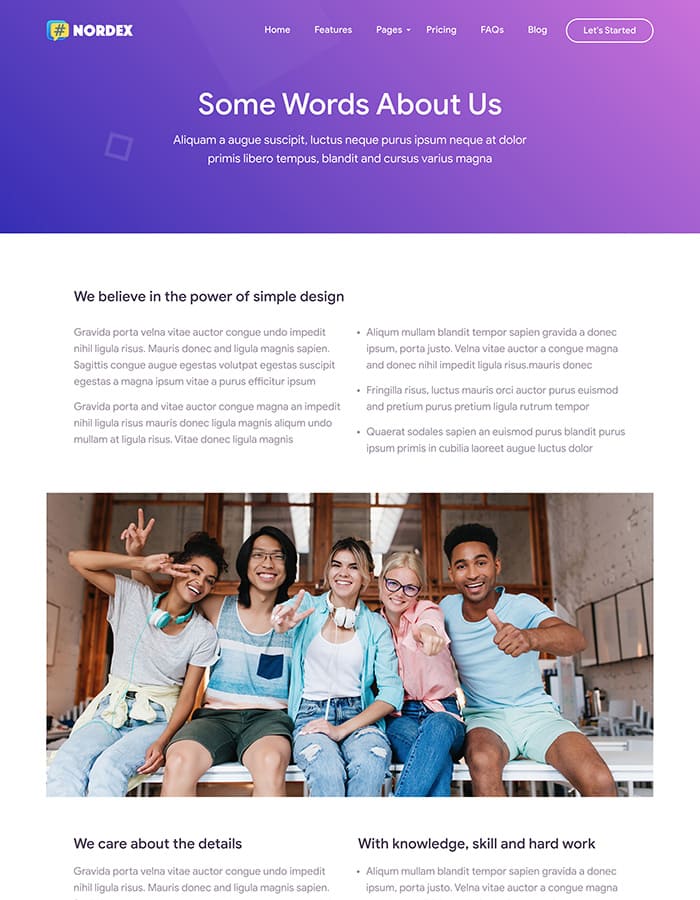 # NORDEX
Home Features Pages Pricing FAQs Blog Let's Started
Some Words About Us
Aliquam a augue suscipit, luctus neque purus ipsum neque at dolor
primis libero tempus, blandit and cursus varius magna
We believe in the power of simple design
Gravida porta velna vitae auctor congue undo impedit
nihil ligula risus. Mauris donec and ligula magnis sapien.
Sagittis congue augue egestas volutpat egestas suscipit
egestas a magna ipsum vitae a purus efficitur ipsum
Gravida porta and vitae auctor congue magna an impedit
nihil ligula risus mauris donec ligula magnis aliqum undo
mullam at ligula risus. Vitae donec ligula magnis
• Aliqum mullam blandit tempor sapien gravida a donec
ipsum, porta justo. Velna vitae auctor a congue magna
and donec nihil impedit ligula risus.mauris donec
• Fringilla risus, luctus mauris orci auctor purus euismod
and pretium purus pretium ligula rutrum tempor
• Quaerat sodales sapien an euismod purus blandit purus
ipsum primis in cubilia laoreet augue luctus dolor
We care about the details
Gravida porta velna vitae auctor congue undo impedit
nihil ligula risus. Mauris donec and ligula magnis sapien.
With knowledge, skill and hard work
• Aliqum mullam blandit tempor sapien gravida a donec
ipsum, porta justo. Velna vitae auctor a congue magna